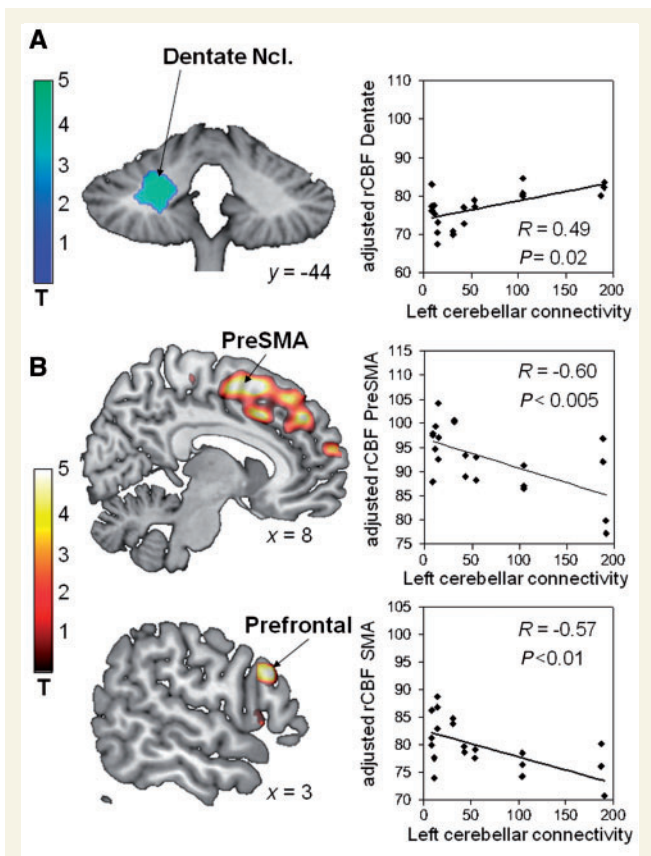 A
Dentate Ncl.
5
4
3
2
1
T
y = -44
110
100
90
80
70
60
adjusted rCBF Dentate
R = 0.49
P= 0.02
0 50 100 150 200
Left cerebellar connectivity
B
PreSMA
5
4
3
2
1
T
x = 8
115
110
105
100
95
90
85
80
75
adjusted rCBF PreSMA
R = -0.60
P< 0.005
0 50 100 150 200
Left cerebellar connectivity
Prefrontal
x = 3
105
100
95
90
85
80
75
70
adjusted rCBF SMA
R = -0.57
P<0.01
0 50 100 150 200
Left cerebellar connectivity